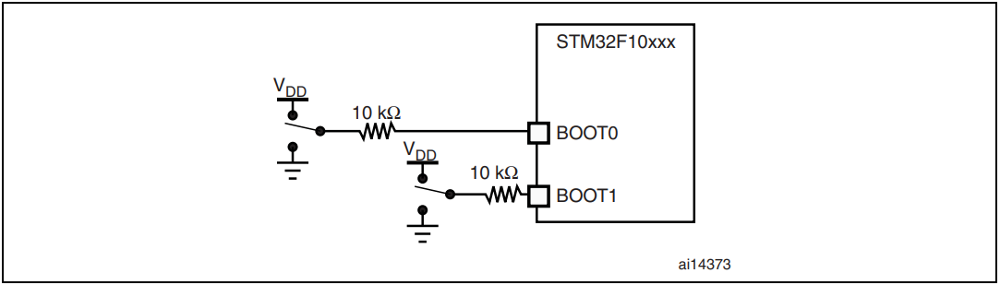 STM32F10xxx
VDD
10 kΩ
BOOT0
VDD
10 kΩ
BOOT1
ai14373